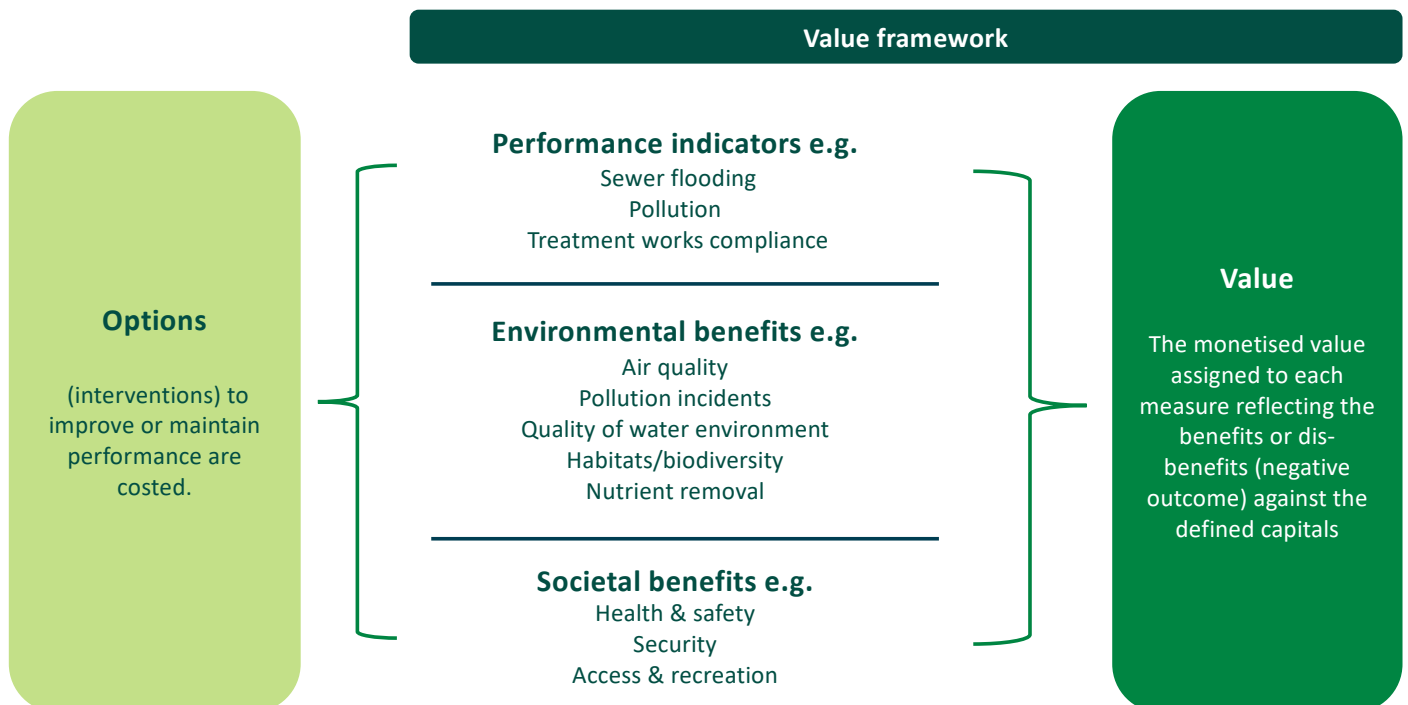 Value framework
Options
(interventions) to
improve or maintain
performance are
costed.
Performance indicators e.g.
Sewer flooding
Pollution
Treatment works compliance
Environmental benefits e.g.
Air quality
Pollution incidents
Quality of water environment
Habitats/biodiversity
Nutrient removal
Societal benefits e.g.
Health & safety
Security
Access & recreation
Value
The monetised value
assigned to each
measure reflecting the
benefits or dis-
benefits (negative
outcome) against the
defined capitals